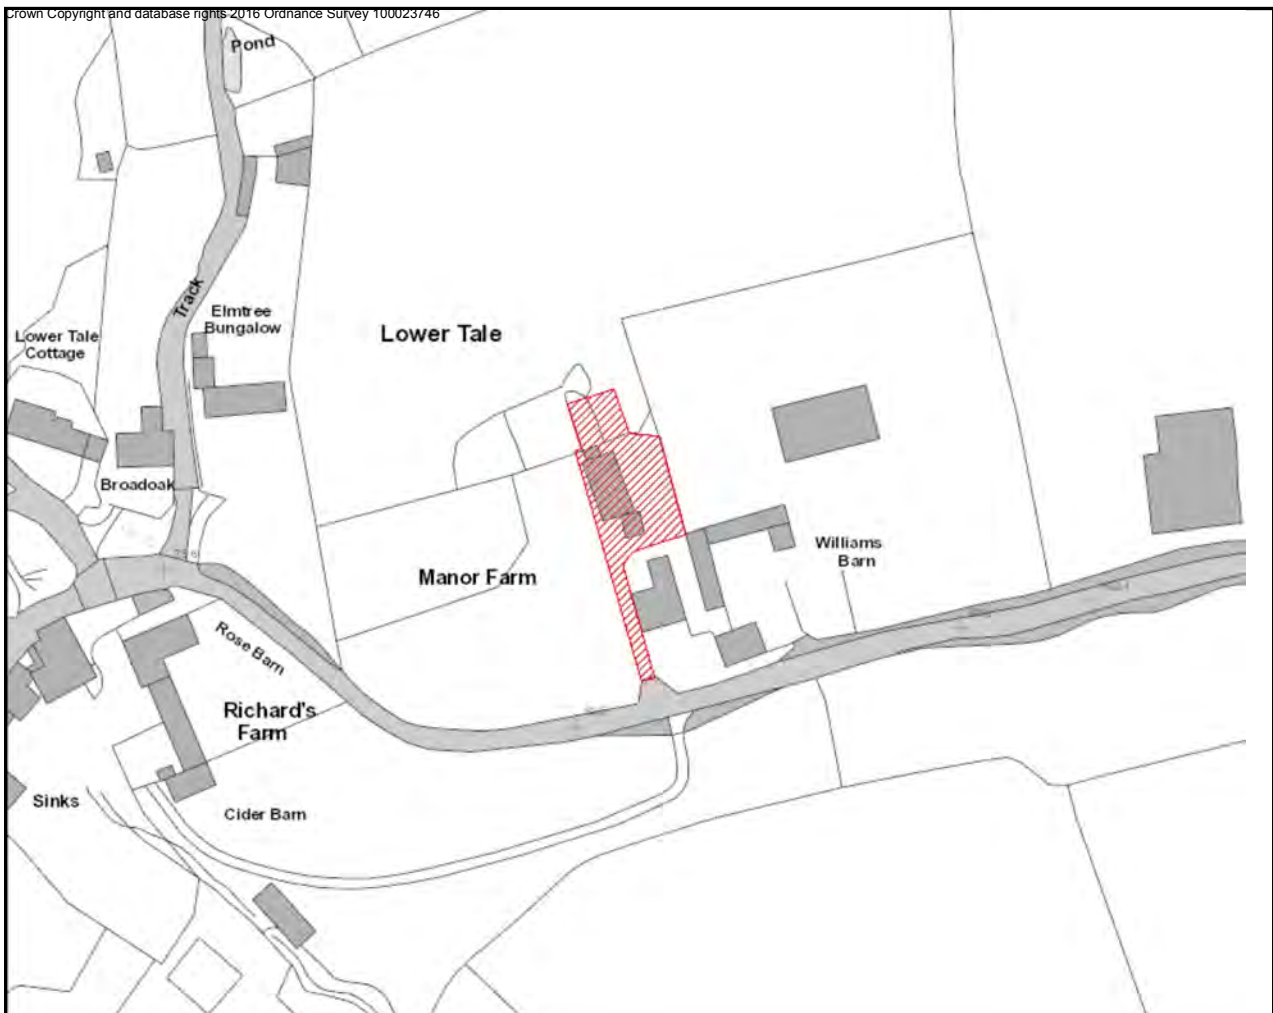 Crown Copyright and database rights 2016 Ordnance Survey 100023746
Pond
Track
Elmtree
Bungalow
Lower Tale
Cottage
Lower Tale
Broadoak
Williams
Barn
Manor Farm
Rose Barn
Richard's
Farm
Sinks
Cider Barn